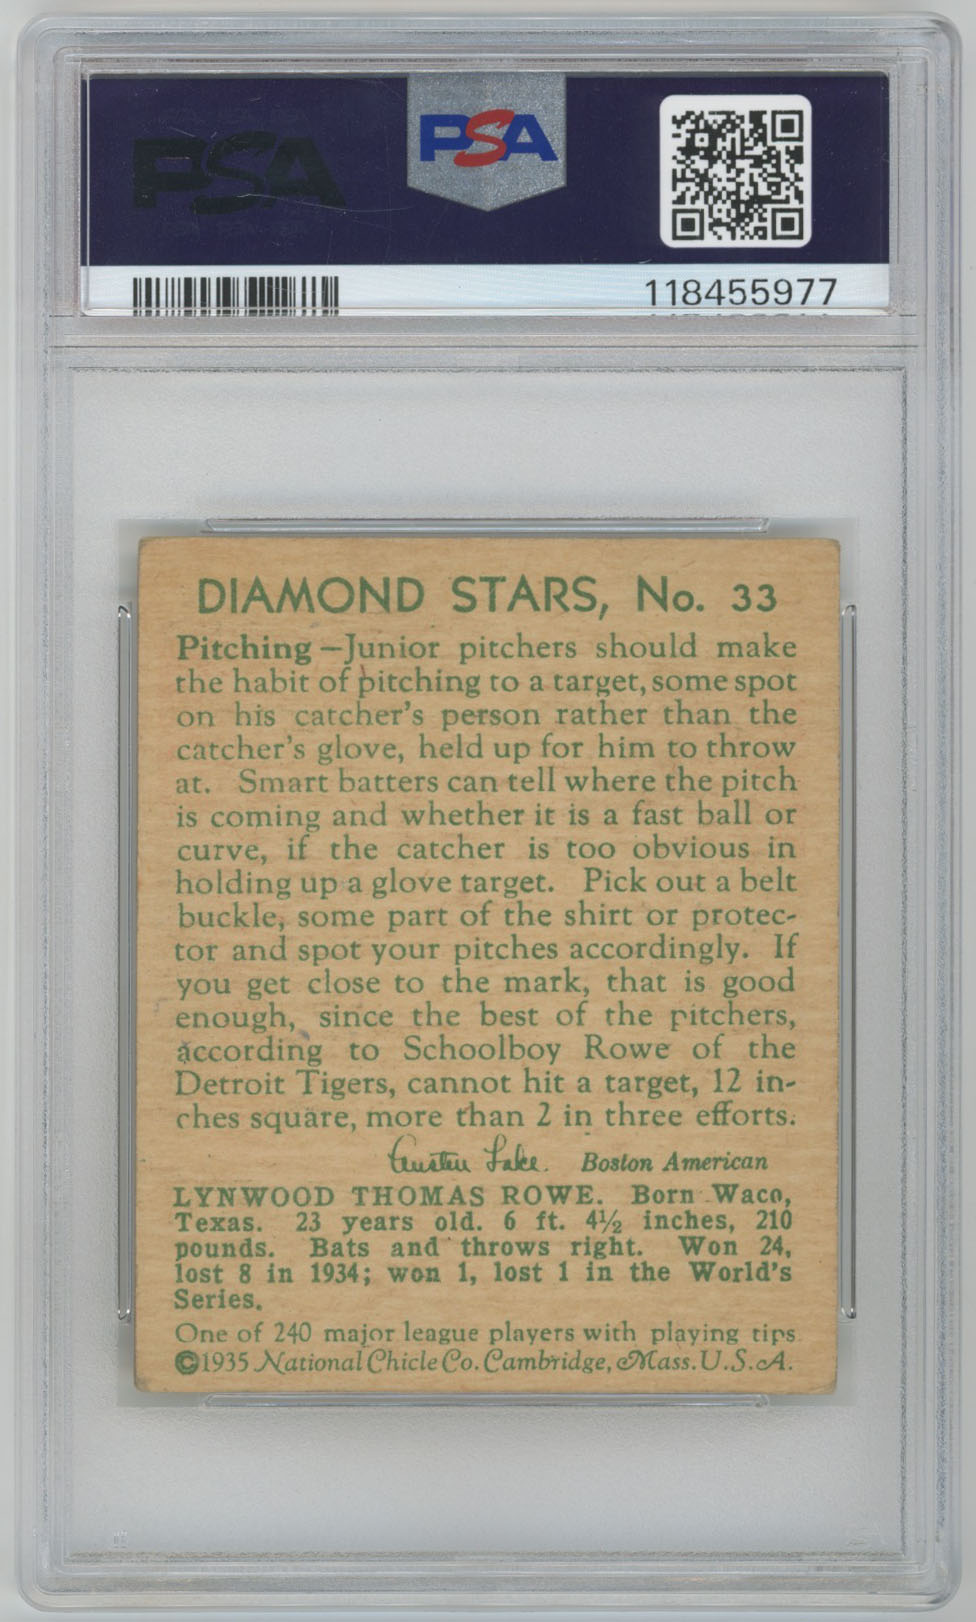 PSA
PSA
118455977
DIAMOND STARS, No. 33
Pitching—Junior pitchers should make
the habit of pitching to a target, some spot
on his catcher's person rather than the
catcher's glove, held up for him to throw
at. Smart batters can tell where the pitch
is coming and whether it is a fast ball or
curve, if the catcher is too obvious in
holding up a glove target. Pick out a belt
buckle, some part of the shirt or protec-
tor and spot your pitches accordingly. If
you get close to the mark, that is good
enough, since the best of the pitchers,
according to Schoolboy Rowe of the
Detroit Tigers, cannot hit a target, 12 in-
ches square, more than 2 in three efforts.
Austen Lake. Boston American
LYNWOOD THOMAS ROWE. Born Waco,
Texas. 23 years old. 6 ft. 4½ inches, 210
pounds. Bats and throws right. Won 24,
lost 8 in 1934; won 1, lost 1 in the World's
Series.
One of 240 major league players with playing tips
©1935 National Chicle Co. Cambridge, Mass. U.S.A.